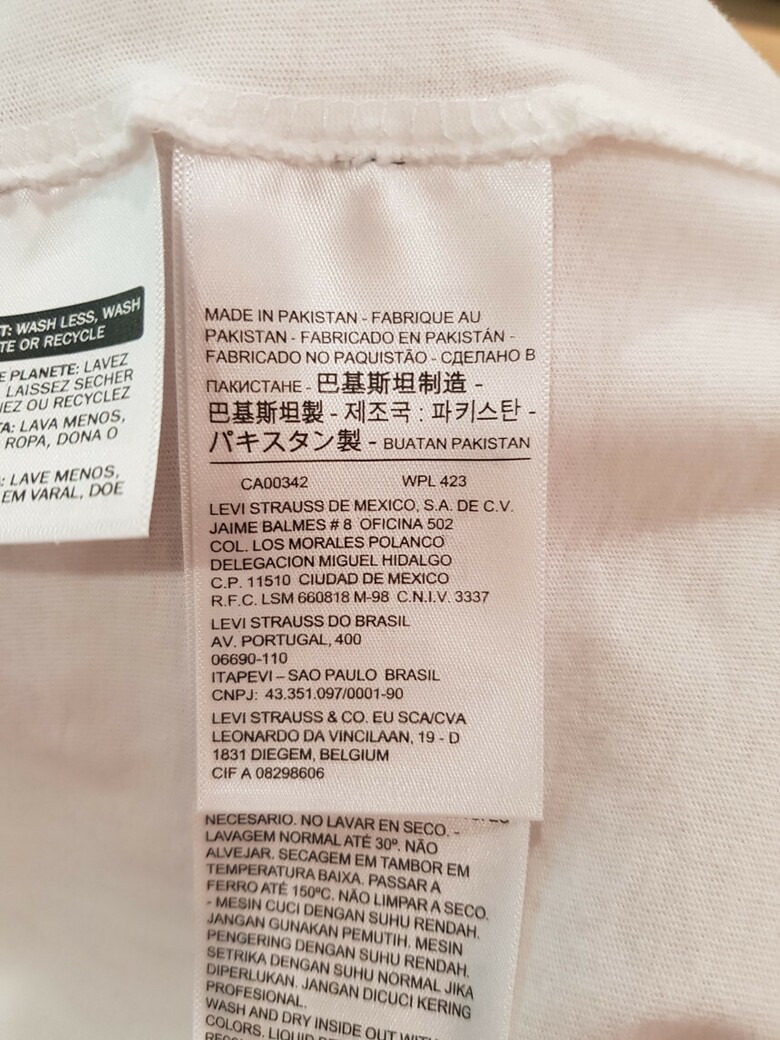 T: WASH LESS, WASH
TE OR RECYCLE
E PLANETE: LAVEZ
LAISSEZ SECHER
NEZ OU RECYCLEZ
TA: LAVA MENOS,
ROPA, DONA O
: LAVE MENOS,
EM VARAL, DOE
MADE IN PAKISTAN - FABRIQUE AU
PAKISTAN - FABRICADO EN PAKISTÁN -
FABRICADO NO PAQUISTÃO - СДЕЛАНО В
ПАКИСТАНЕ - 巴基斯坦制造 -
巴基斯坦製 - 제조국 : 파키스탄 -
パキスタン製 - BUATAN PAKISTAN
CA00342 WPL 423
LEVI STRAUSS DE MEXICO, S.A. DE C.V.
JAIME BALMES # 8 OFICINA 502
COL. LOS MORALES POLANCO
DELEGACION MIGUEL HIDALGO
C.P. 11510 CIUDAD DE MEXICO
R.F.C. LSM 660818 M-98 C.N.I.V. 3337
LEVI STRAUSS DO BRASIL
AV. PORTUGAL, 400
06690-110
ITAPEVI – SAO PAULO BRASIL
CNPJ: 43.351.097/0001-90
LEVI STRAUSS & CO. EU SCA/CVA
LEONARDO DA VINCILAAN, 19 - D
1831 DIEGEM, BELGIUM
CIF A 08298606
NECESARIO. NO LAVAR EN SECO. -
LAVAGEM NORMAL ATÉ 30º. NÃO
ALVEJAR. SECAGEM EM TAMBOR EM
TEMPERATURA BAIXA. PASSAR A
FERRO ATÉ 150ºC. NÃO LIMPAR A SECO.
- MESIN CUCI DENGAN SUHU RENDAH.
JANGAN GUNAKAN PEMUTIH. MESIN
PENGERING DENGAN SUHU RENDAH.
SETRIKA DENGAN SUHU NORMAL JIKA
DIPERLUKAN. JANGAN DICUCI KERING
PROFESIONAL.
WASH AND DRY INSIDE OUT WITH
COLORS. LIQUID